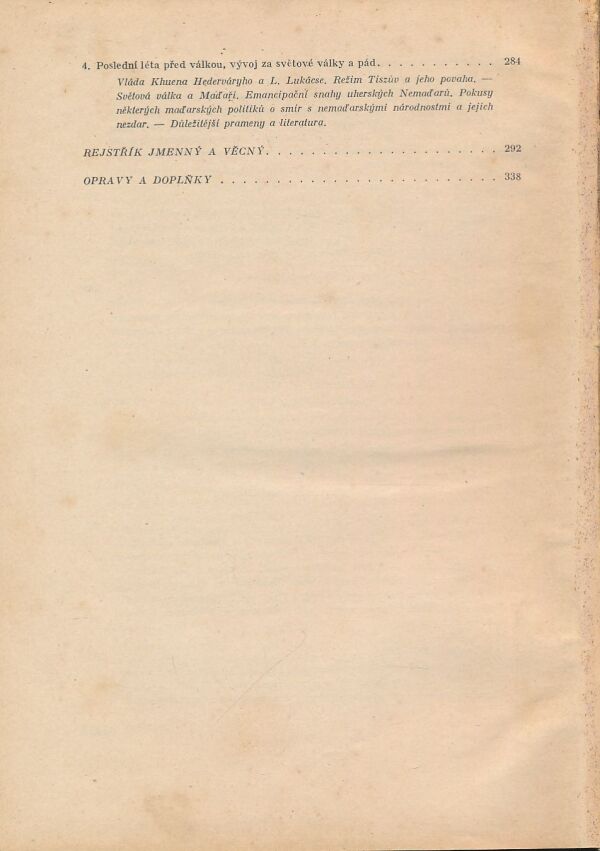 4. Poslední léta před válkou, vývoj za světové války a pád. . . . . . . . . . . 284
Vláda Khuena Hederváryho a L. Lukácse. Režim Tiszův a jeho povaha. —
Světová válka a Maďaři. Emancipační snahy uherských Nemaďarů. Pokusy
některých maďarských politiků o smír s nemaďarskými národnostmi a jejich
nezdar. — Důležitější prameny a literatura.
REJSTŘÍK JMENNÝ A VĚCNÝ. . . . . . . . . . . . . . . . . . . . . 292
OPRAVY A DOPLŇKY . . . . . . . . . . . . . . . . . . . . . . . . . 338